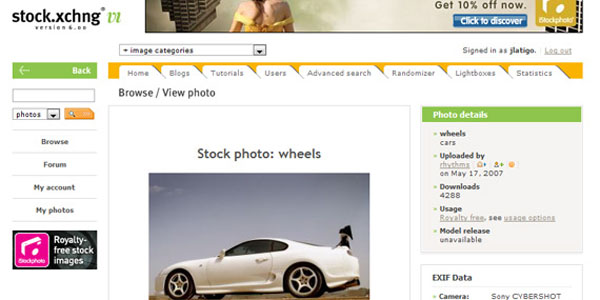 stock.xchng® vi
version 6.00
Get 10% off now.
Click to discover
iStockphoto
image categories
Signed in as jlatigo. Log out
Back
Home
Blogs
Tutorials
Users
Advanced search
Randomizer
Lightboxes
Statistics
photos
search
Browse
Forum
My account
My photos
iStockphoto
Royalty-free stock images
Browse / View photo
Stock photo: wheels
Photo details
wheels
cars
Uploaded by
rhythms
on May 17, 2007
Downloads
4288
Usage
Royalty free, see usage options
Model release
unavailable
EXIF Data
Camera: Sony CYBERSHOT